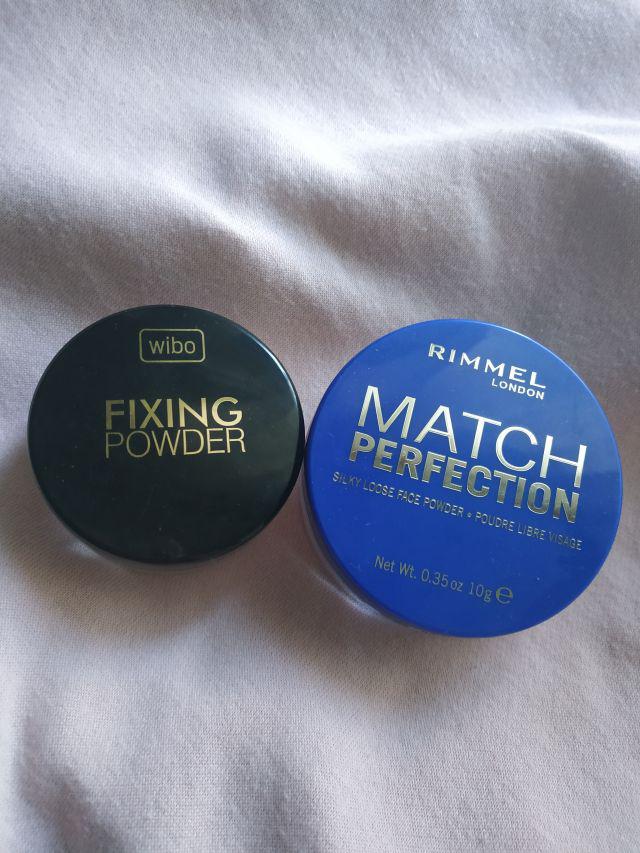 wibo
FIXING
POWDER
RIMMEL
LONDON
MATCH
PERFECTION
SILKY LOOSE FACE POWDER • POUDRE LIBRE VISAGE
Net Wt. 0.35 oz 10g ℮